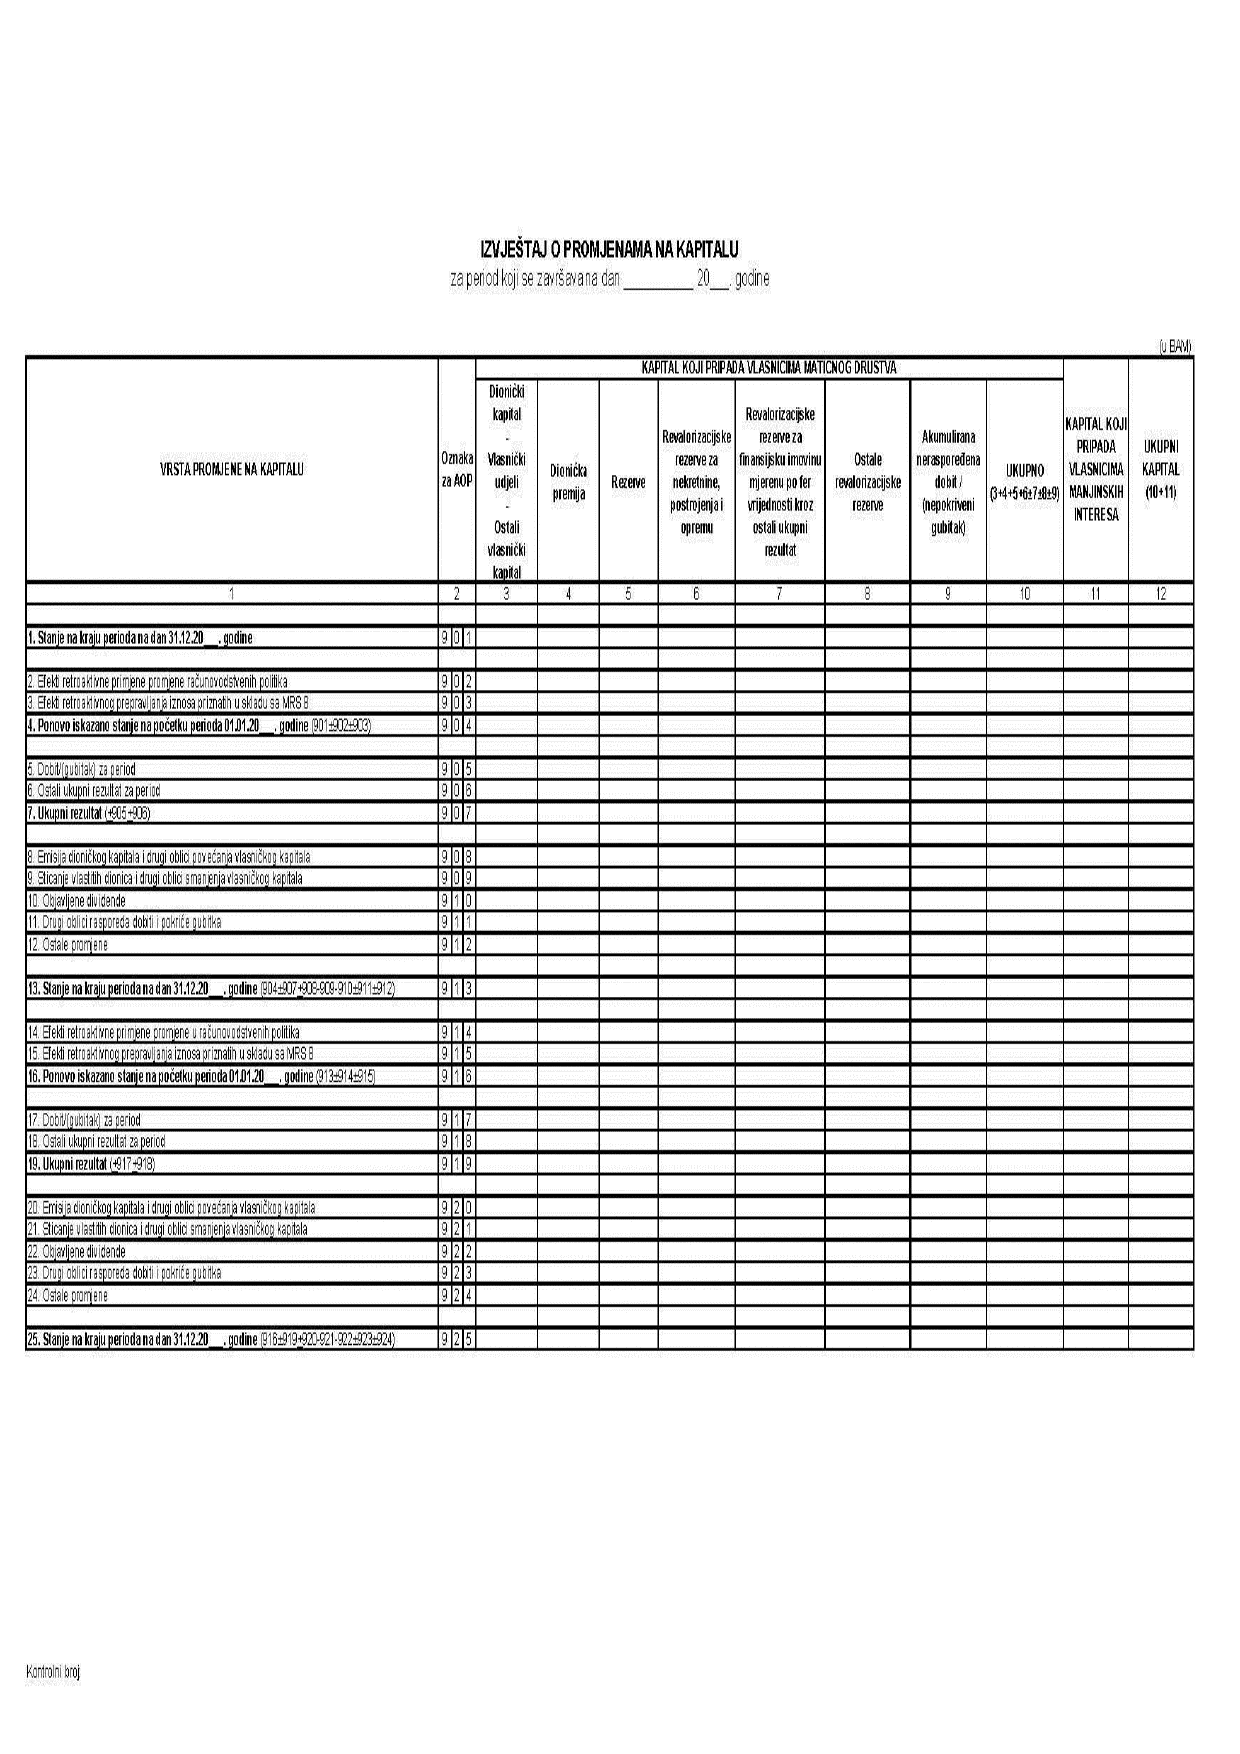 IZVJEŠTAJ O PROMJENAMA NA KAPITALU
za period koji se završava na dan __________ 20___. godine
(u BAM)
VRSTA PROMJENE NA KAPITALU
Oznaka za AOP
KAPITAL KOJI PRIPADA VLASNICIMA MATICNOG DRUSTVA
Dionički kapital - Vlasnički udjeli - Ostali vlasnički kapital
Dionička premija
Rezerve
Revalorizacijske rezerve za nekretnine, postrojenja i opremu
Revalorizacijske rezerve za finansijsku imovinu mjerenu po fer vrijednosti kroz ostali ukupni rezultat
Ostale revalorizacijske rezerve
Akumulirana neraspoređena dobit / (nepokriveni gubitak)
UKUPNO (3+4+5+6±7±8±9)
KAPITAL KOJI PRIPADA VLASNICIMA MANJINSKIH INTERESA
UKUPNI KAPITAL (10+11)
1 2 3 4 5 6 7 8 9 10 11 12
1. Stanje na kraju perioda na dan 31.12.20___. godine 9 0 1
2. Efekti retroaktivne primjene promjene računovodstvenih politika 9 0 2
3. Efekti retroaktivnog prepravljanja iznosa priznatih u skladu sa MRS 8 9 0 3
4. Ponovo iskazano stanje na početku perioda 01.01.20___. godine (901±902±903) 9 0 4
5. Dobit/(gubitak) za period 9 0 5
6. Ostali ukupni rezultat za period 9 0 6
7. Ukupni rezultat (±905±906) 9 0 7
8. Emisija dioničkog kapitala i drugi oblici povećanja vlasničkog kapitala 9 0 8
9. Sticanje vlastitih dionica i drugi oblici smanjenja vlasničkog kapitala 9 0 9
10. Objavljene dividende 9 1 0
11. Drugi oblici rasporeda dobiti i pokriće gubitka 9 1 1
12. Ostale promjene 9 1 2
13. Stanje na kraju perioda na dan 31.12.20___. godine (904±907±908-909-910±911±912) 9 1 3
14. Efekti retroaktivne primjene promjene u računovodstvenih politika 9 1 4
15. Efekti retroaktivnog prepravljanja iznosa priznatih u skladu sa MRS 8 9 1 5
16. Ponovo iskazano stanje na početku perioda 01.01.20___. godine (913±914±915) 9 1 6
17. Dobit/(gubitak) za period 9 1 7
18. Ostali ukupni rezultat za period 9 1 8
19. Ukupni rezultat (±917±918) 9 1 9
20. Emisija dioničkog kapitala i drugi oblici povećanja vlasničkog kapitala 9 2 0
21. Sticanje vlastitih dionica i drugi oblici smanjenja vlasničkog kapitala 9 2 1
22. Objavljene dividende 9 2 2
23. Drugi oblici rasporeda dobiti i pokriće gubitka 9 2 3
24. Ostale promjene 9 2 4
25. Stanje na kraju perioda na dan 31.12.20___. godine (916±919±920-921-922±923±924) 9 2 5
Kontrolni broj